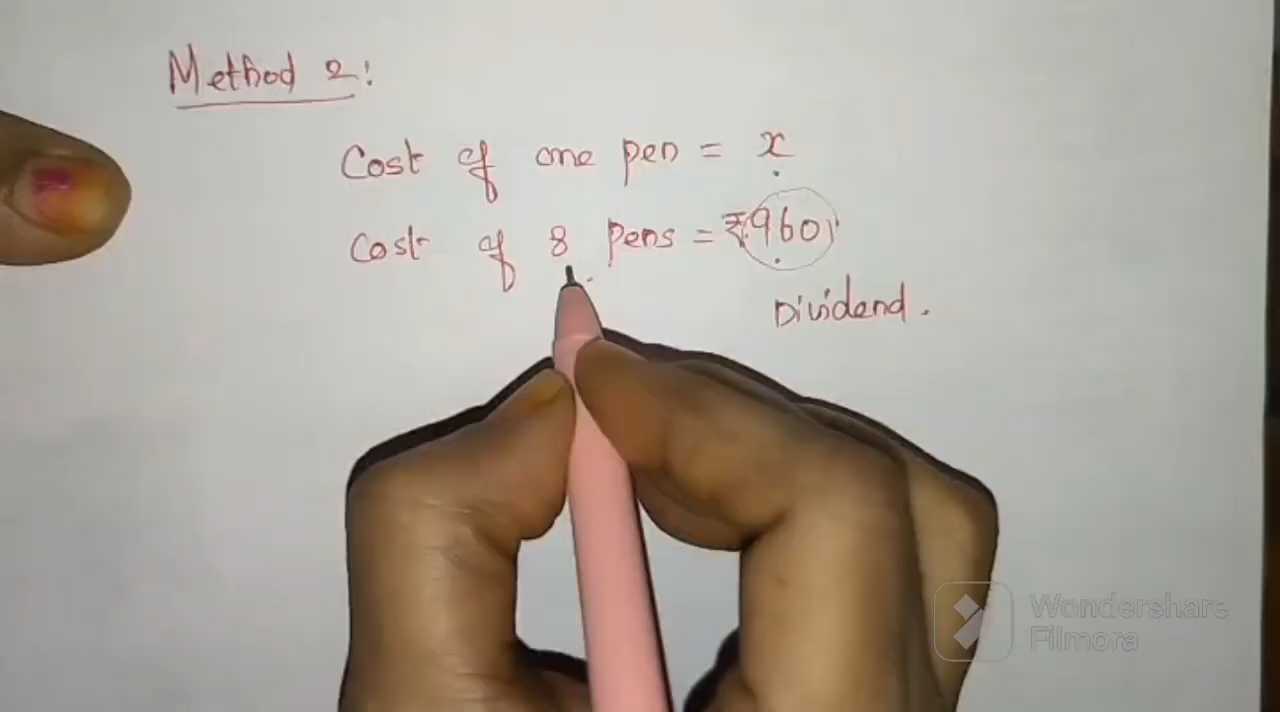 Method 2:
Cost of one pen = x
Cost of 8 pens = ₹960
Dividend.
Wondershare
Filmora